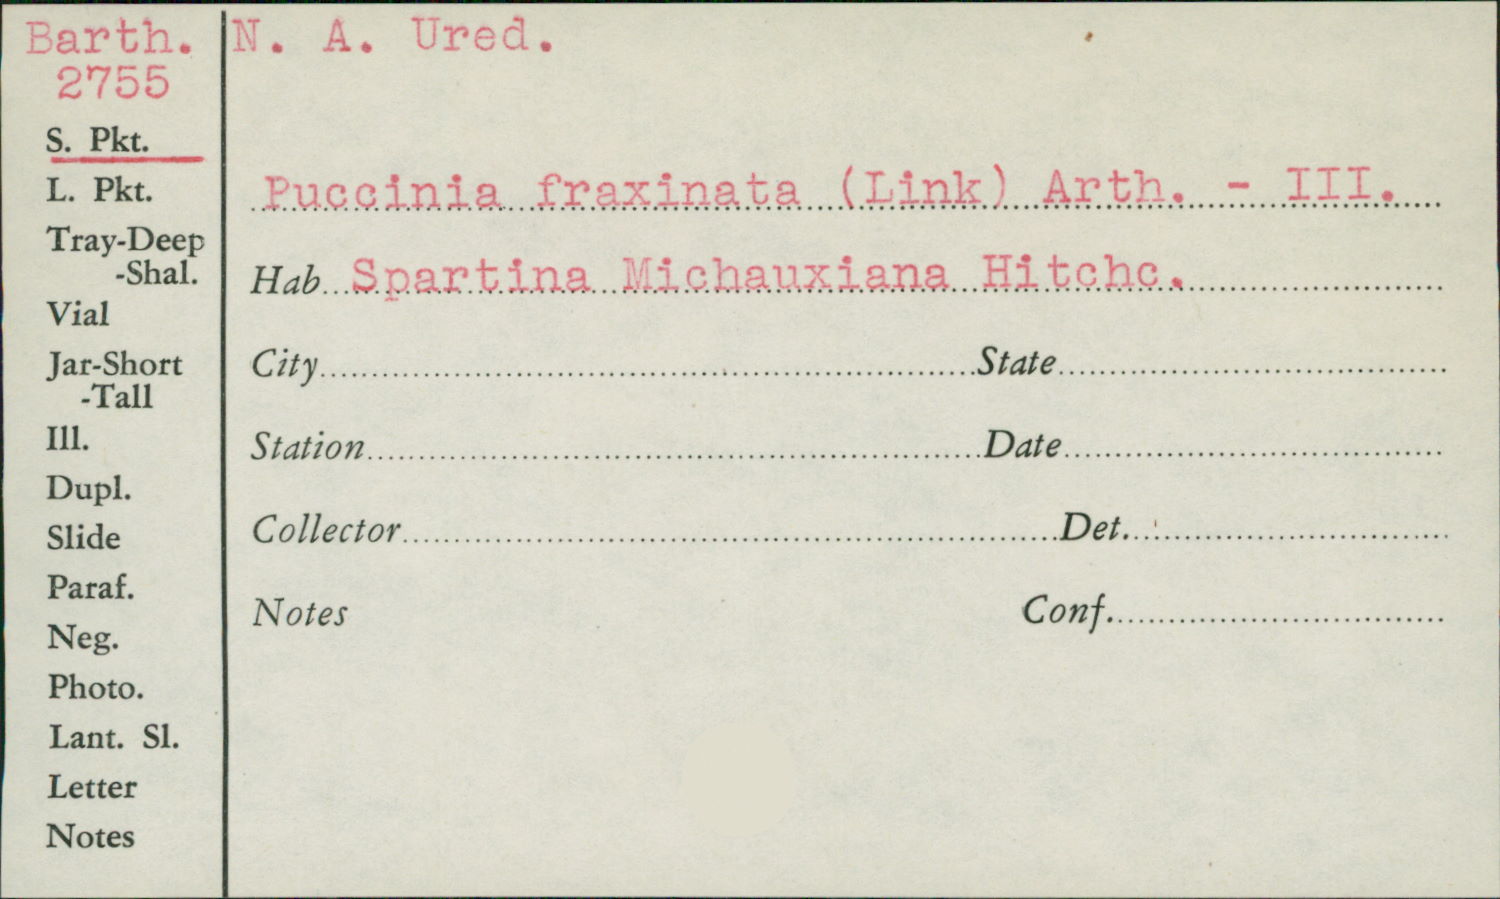 Barth. N. A. Ured.
2755
S. Pkt.
L. Pkt.
Puccinia fraxinata (Link) Arth. - III.
Tray-Deep
-Shal.
Hab. Spartina Michauxiana Hitchc.
Vial
Jar-Short
-Tall
City State
Ill.
Station Date
Dupl.
Slide
Collector Det.
Paraf.
Notes Conf.
Neg.
Photo.
Lant. Sl.
Letter
Notes